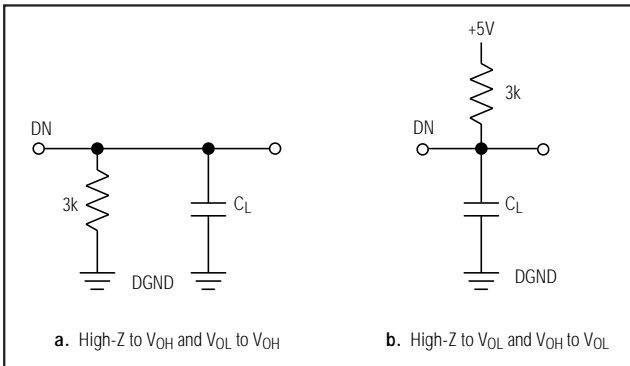 +5V
3k
DN
DN
3k
C_L
C_L
DGND
DGND
a. High-Z to V_OH and V_OL to V_OH
b. High-Z to V_OL and V_OH to V_OL